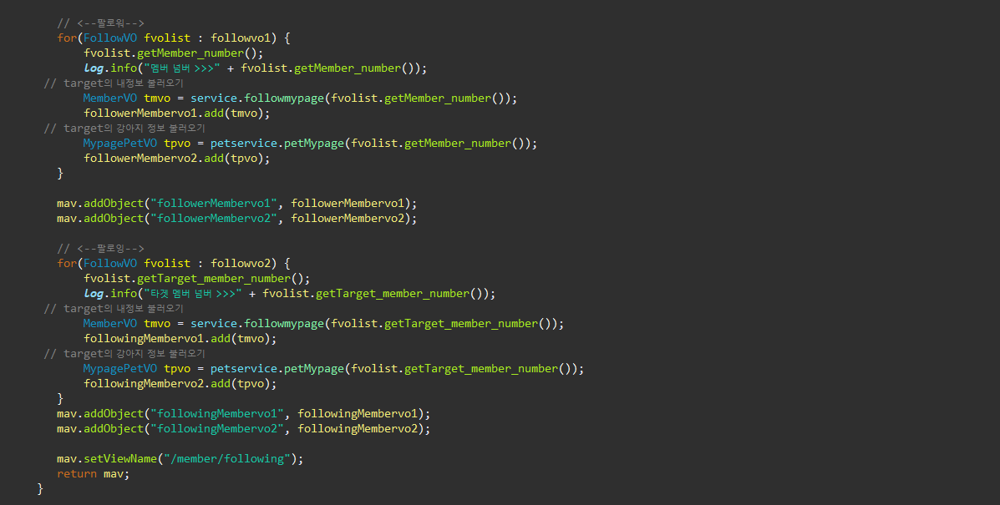 // <--팔로워-->
for(FollowVO fvolist : followvo1) {
fvolist.getMember_number();
log.info("멤버 넘버 >>>" + fvolist.getMember_number());
// target의 내정보 불러오기
MemberVO tmvo = service.followmypage(fvolist.getMember_number());
followerMembervo1.add(tmvo);
// target의 강아지 정보 불러오기
MypagePetVO tpvo = petservice.petMypage(fvolist.getMember_number());
followerMembervo2.add(tpvo);
}
mav.addObject("followerMembervo1", followerMembervo1);
mav.addObject("followerMembervo2", followerMembervo2);
// <--팔로잉-->
for(FollowVO fvolist : followvo2) {
fvolist.getTarget_member_number();
log.info("타겟 멤버 넘버 >>>" + fvolist.getTarget_member_number());
// target의 내정보 불러오기
MemberVO tmvo = service.followmypage(fvolist.getTarget_member_number());
followingMembervo1.add(tmvo);
// target의 강아지 정보 불러오기
MypagePetVO tpvo = petservice.petMypage(fvolist.getTarget_member_number());
followingMembervo2.add(tpvo);
}
mav.addObject("followingMembervo1", followingMembervo1);
mav.addObject("followingMembervo2", followingMembervo2);
mav.setViewName("/member/following");
return mav;
}